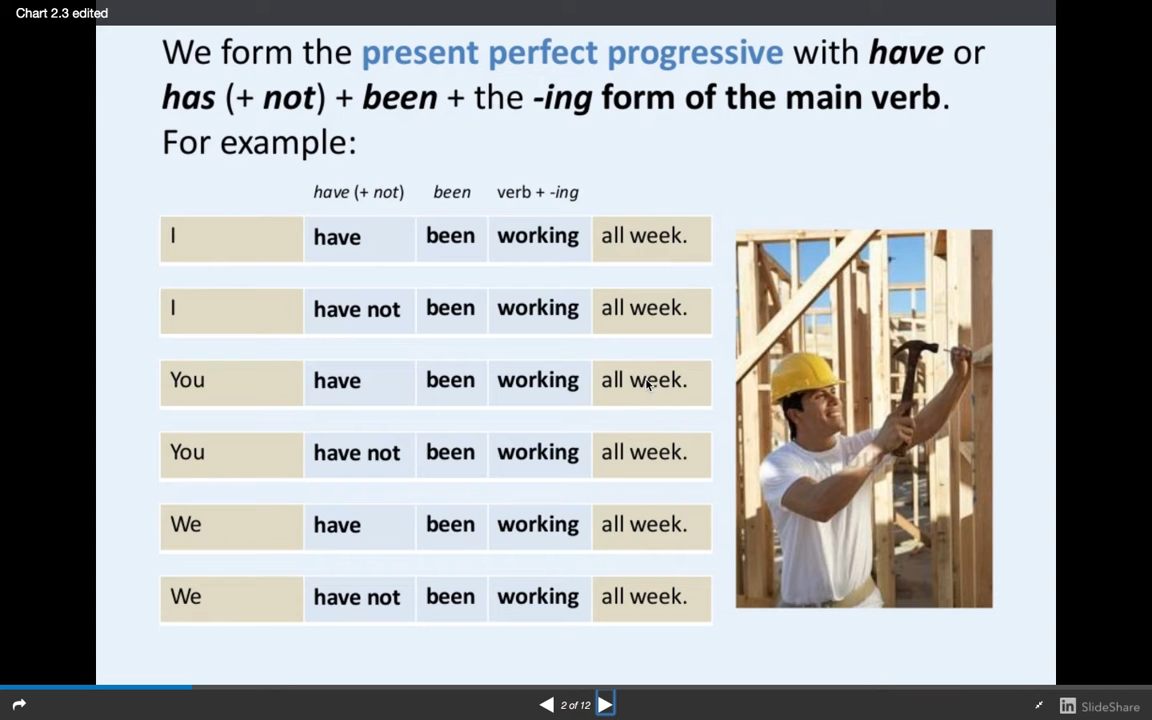 Chart 2.3 edited
We form the present perfect progressive with have or
has (+ not) + been + the -ing form of the main verb.
For example:
have (+ not) been verb + -ing
I have been working all week.
I have not been working all week.
You have been working all week.
You have not been working all week.
We have been working all week.
We have not been working all week.
2 of 12
in SlideShare